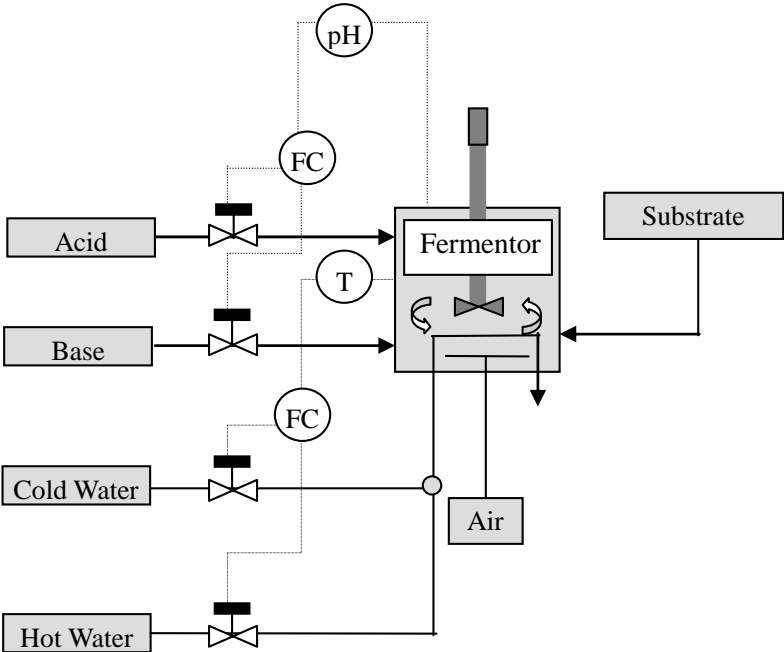 pH
FC
Acid
Substrate
Fermentor
T
Base
FC
Cold Water
Air
Hot Water